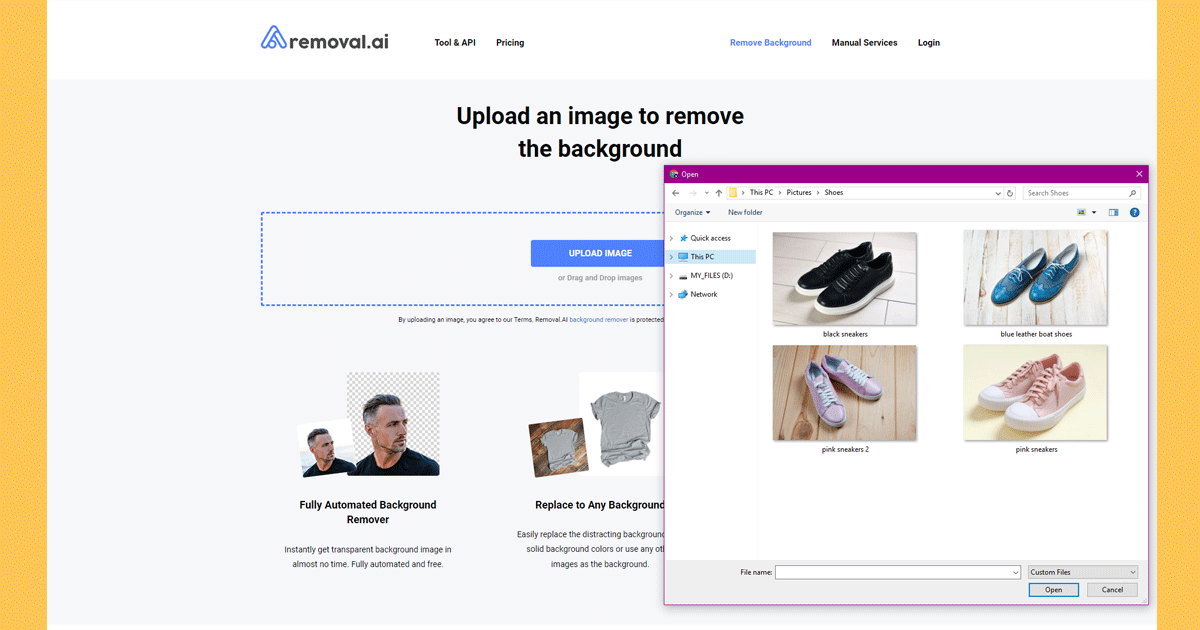 removal.ai
Tool & API
Pricing
Remove Background
Manual Services
Login
Upload an image to remove
the background
UPLOAD IMAGE
or Drag and Drop images
By uploading an image, you agree to our Terms. Removal.AI background remover is protected
Fully Automated Background
Remover
Instantly get transparent background image in
almost no time. Fully automated and free.
Replace to Any Background
Easily replace the distracting background
solid background colors or use any
images as the background.
Open
This PC
Pictures
Shoes
Search Shoes
Organize
New folder
Quick access
This PC
MY_FILES (D:)
Network
black sneakers
blue leather boat shoes
pink sneakers 2
pink sneakers
File name:
Custom Files
Open
Cancel